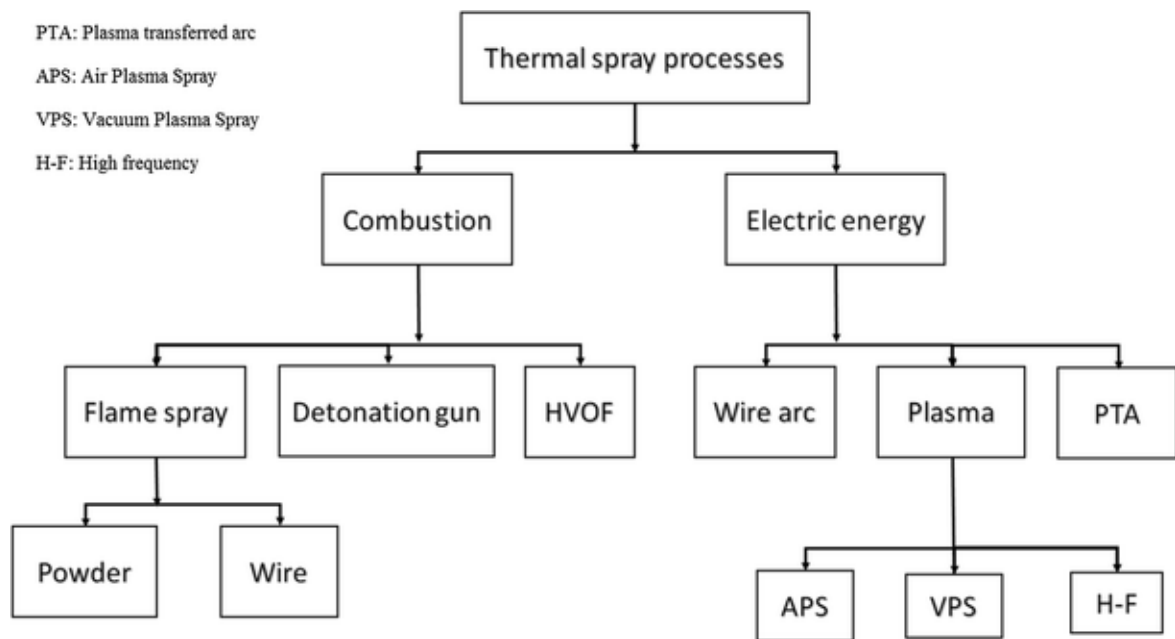 PTA: Plasma transferred arc
APS: Air Plasma Spray
VPS: Vacuum Plasma Spray
H-F: High frequency
Thermal spray processes
Combustion
Electric energy
Flame spray
Detonation gun
HVOF
Wire arc
Plasma
PTA
Powder
Wire
APS
VPS
H-F